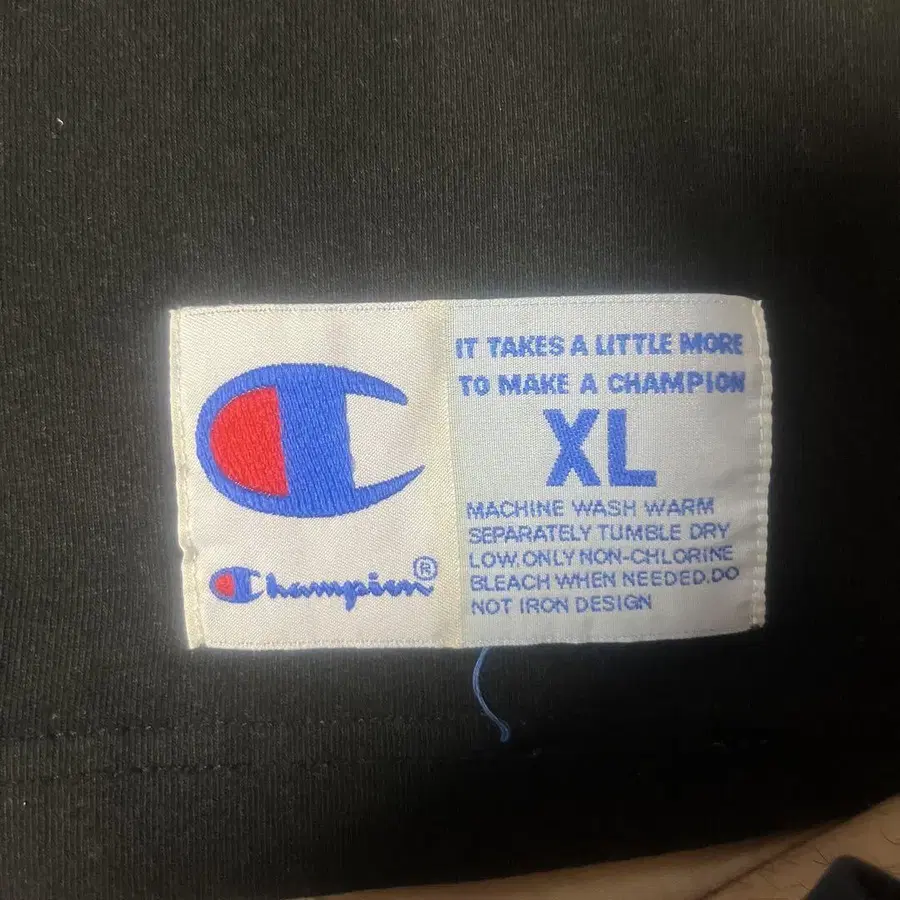 Champion®
IT TAKES A LITTLE MORE
TO MAKE A CHAMPION
XL
MACHINE WASH WARM
SEPARATELY TUMBLE DRY
LOW,ONLY NON-CHLORINE
BLEACH WHEN NEEDED.DO
NOT IRON DESIGN